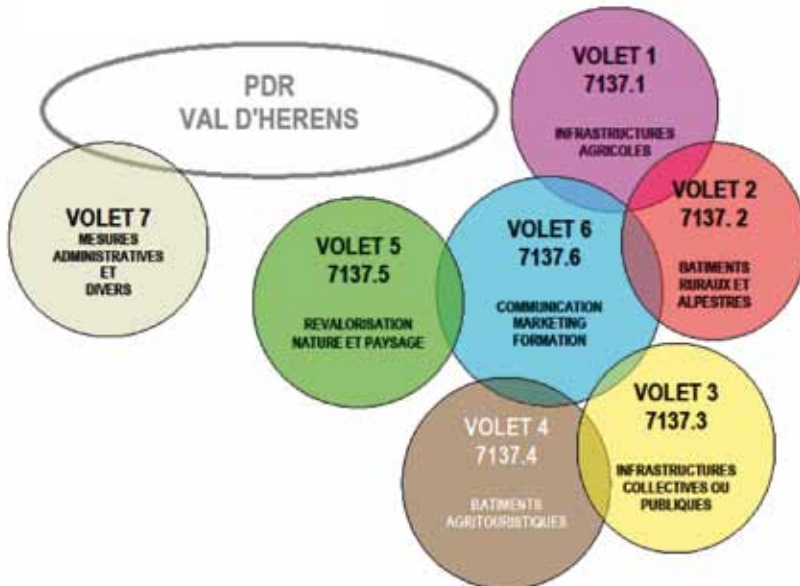 PDR
VAL D'HERENS
VOLET 1
7137.1
INFRASTRUCTURES
AGRICOLES
VOLET 2
7137. 2
BATIMENTS
RURAUX ET
ALPESTRES
VOLET 7
MESURES
ADMINISTRATIVES
ET
DIVERS
VOLET 5
7137.5
REVALORISATION
NATURE ET PAYSAGE
VOLET 6
7137.6
COMMUNICATION
MARKETING
FORMATION
VOLET 3
7137.3
INFRASTRUCTURES
COLLECTIVES OU
PUBLIQUES
VOLET 4
7137.4
BATIMENTS
AGRITOURISTIQUES